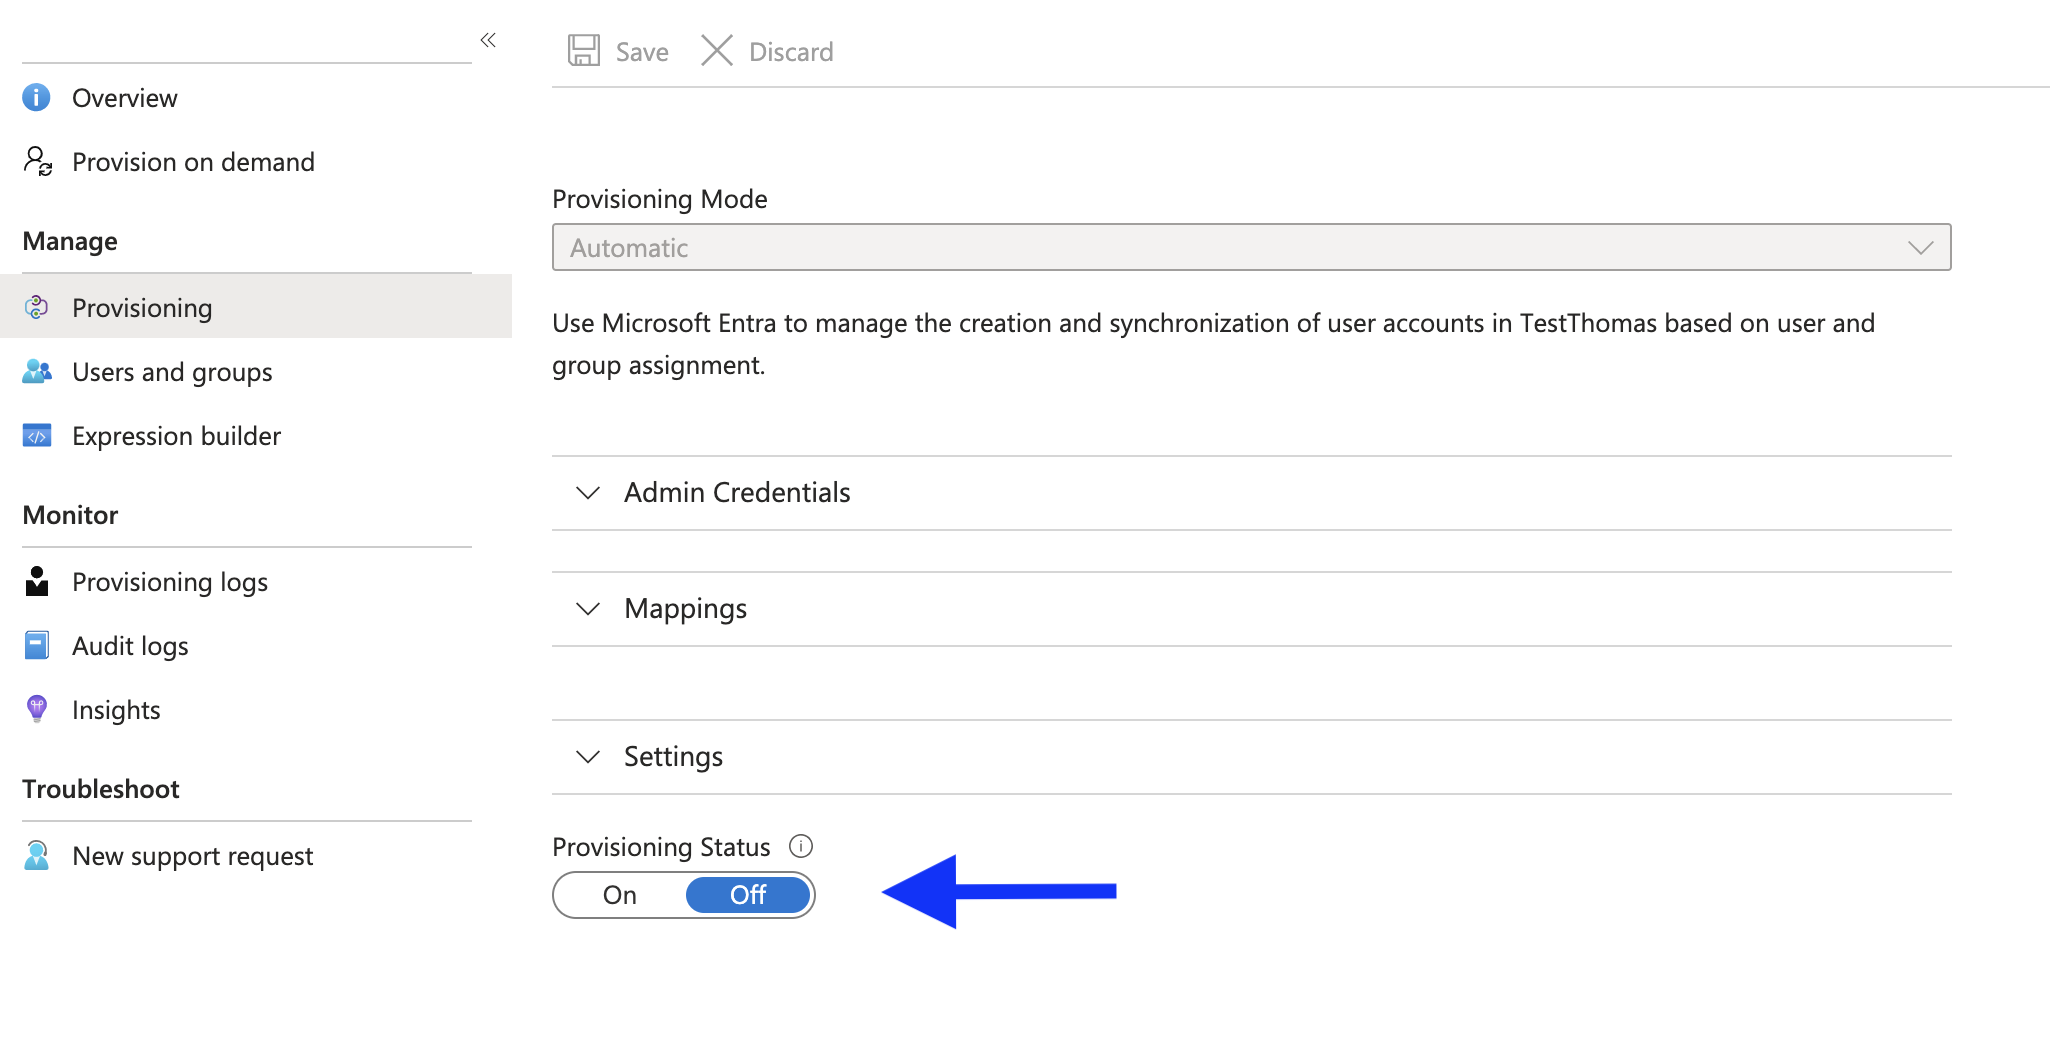 Overview
Provision on demand
Manage
Provisioning
Users and groups
Expression builder
Monitor
Provisioning logs
Audit logs
Insights
Troubleshoot
New support request
Save
Discard
Provisioning Mode
Automatic
Use Microsoft Entra to manage the creation and synchronization of user accounts in TestThomas based on user and
group assignment.
Admin Credentials
Mappings
Settings
Provisioning Status
On
Off